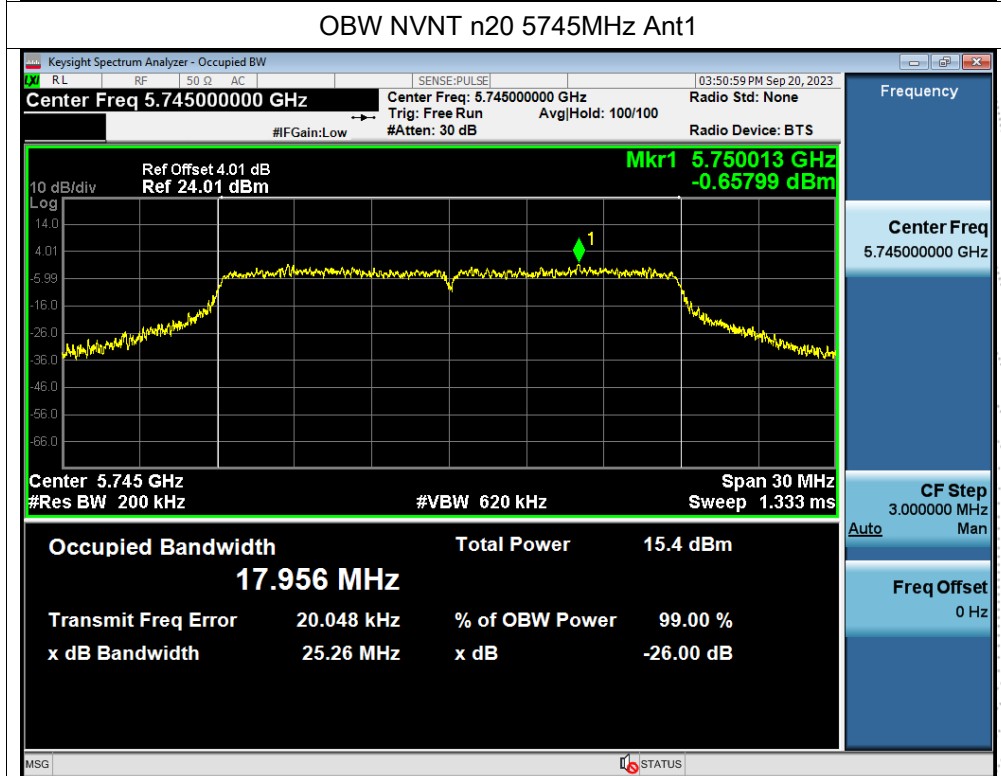 OBW NVNT n20 5745MHz Ant1
Keysight Spectrum Analyzer - Occupied BW
LXI RL RF 50 Ω AC SENSE:PULSE 03:50:59 PM Sep 20, 2023
Center Freq 5.745000000 GHz Center Freq: 5.745000000 GHz Radio Std: None Frequency
Trig: Free Run Avg|Hold: 100/100
#IFGain:Low #Atten: 30 dB Radio Device: BTS
Ref Offset 4.01 dB Mkr1 5.750013 GHz
10 dB/div Ref 24.01 dBm -0.65799 dBm
Log
14.0
4.01
-5.99
-16.0
-26.0
-36.0
-46.0
-56.0
-66.0
1
Center Freq
5.745000000 GHz
Center 5.745 GHz Span 30 MHz
#Res BW 200 kHz #VBW 620 kHz Sweep 1.333 ms
CF Step
3.000000 MHz
Auto Man
Occupied Bandwidth Total Power 15.4 dBm
17.956 MHz
Freq Offset
0 Hz
Transmit Freq Error 20.048 kHz % of OBW Power 99.00 %
x dB Bandwidth 25.26 MHz x dB -26.00 dB
MSG STATUS